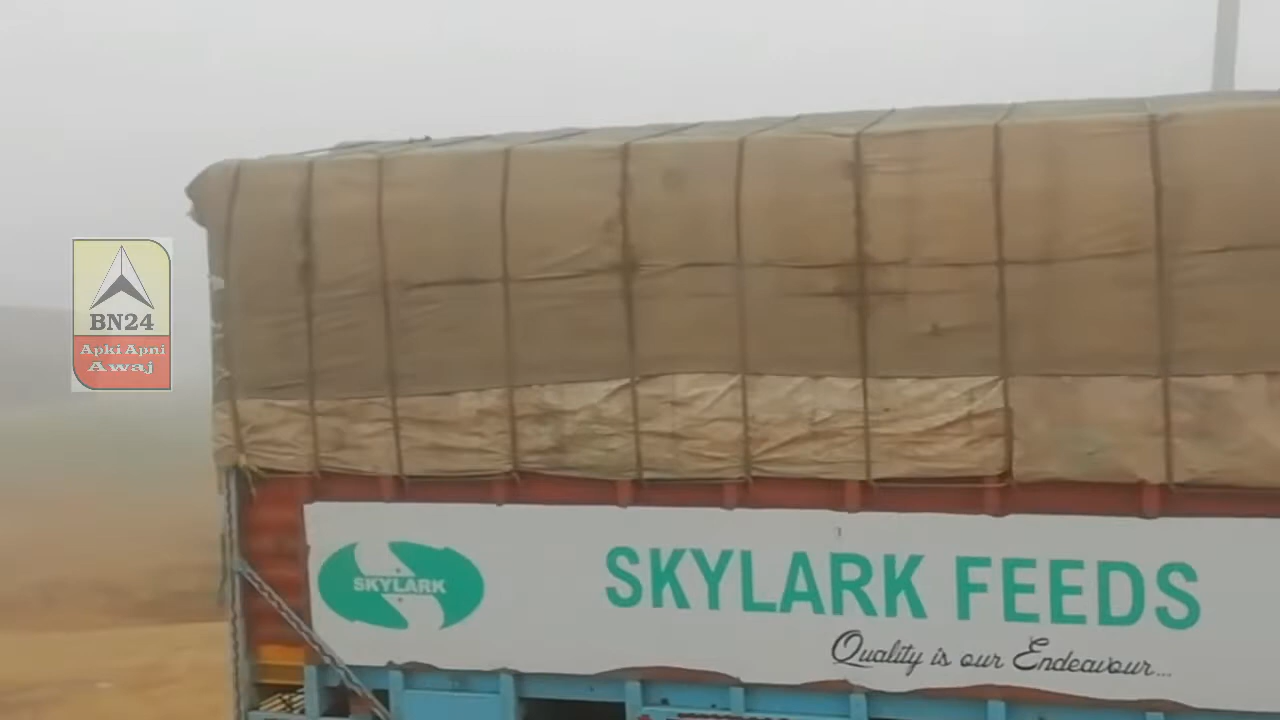 BN24
Apki Apni
Awaj
SKYLARK
SKYLARK FEEDS
Quality is our Endeavour...